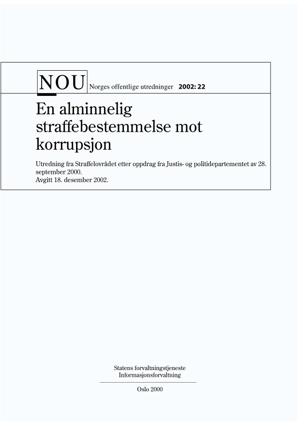 NOU Norges offentlige utredninger 2002: 22
En alminnelig
straffebestemmelse mot
korrupsjon
Utredning fra Straffelovrådet etter oppdrag fra Justis- og politidepartementet av 28.
september 2000.
Avgitt 18. desember 2002.
Statens forvaltningstjeneste
Informasjonsforvaltning
Oslo 2000